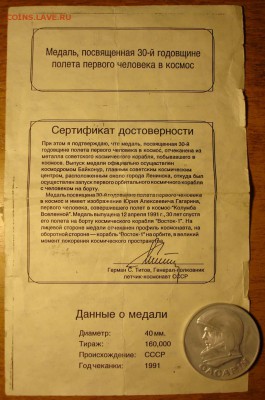 COINS.LAVE.RU
Медаль, посвященная 30-й годовщине
полета первого человека в космос
Сертификат достоверности
При этом я подтверждаю, что медаль, посвященная 30-й
годовщине полета первого человека в космос, отчеканена из
металла советского космического корабля, побывавшего в
космосе. Выпуск медали официально осуществлен
космодромом Байконур, главным советским космическим
центром, расположенном около города Ленинска, откуда был
осуществлен запуск первого орбитального космического корабля
с человеком на борту.
Медаль посвящена 30-й годовщине полета первого человека
в космос и имеет изображение Юрия Алексеевича Гагарина,
первого человека, совершившего полет в космос "Колумба
Вселенной". Медаль выпущена 12 апреля 1991 г., 30 лет спустя
его полета на борту космического корабля "Восток-1". На
лицевой стороне медали отчеканен профиль космонавта, на
оборотной стороне — корабль "Восток-1" на орбите, в великий
момент покорения космического пространства.
Герман С. Титов, Генерал-полковник
летчик космонавт СССР
Данные о медали
Диаметр: 40 мм.
Тираж: 160,000
Происхождение: СССР
Год чеканки: 1991
ГАГАРИН